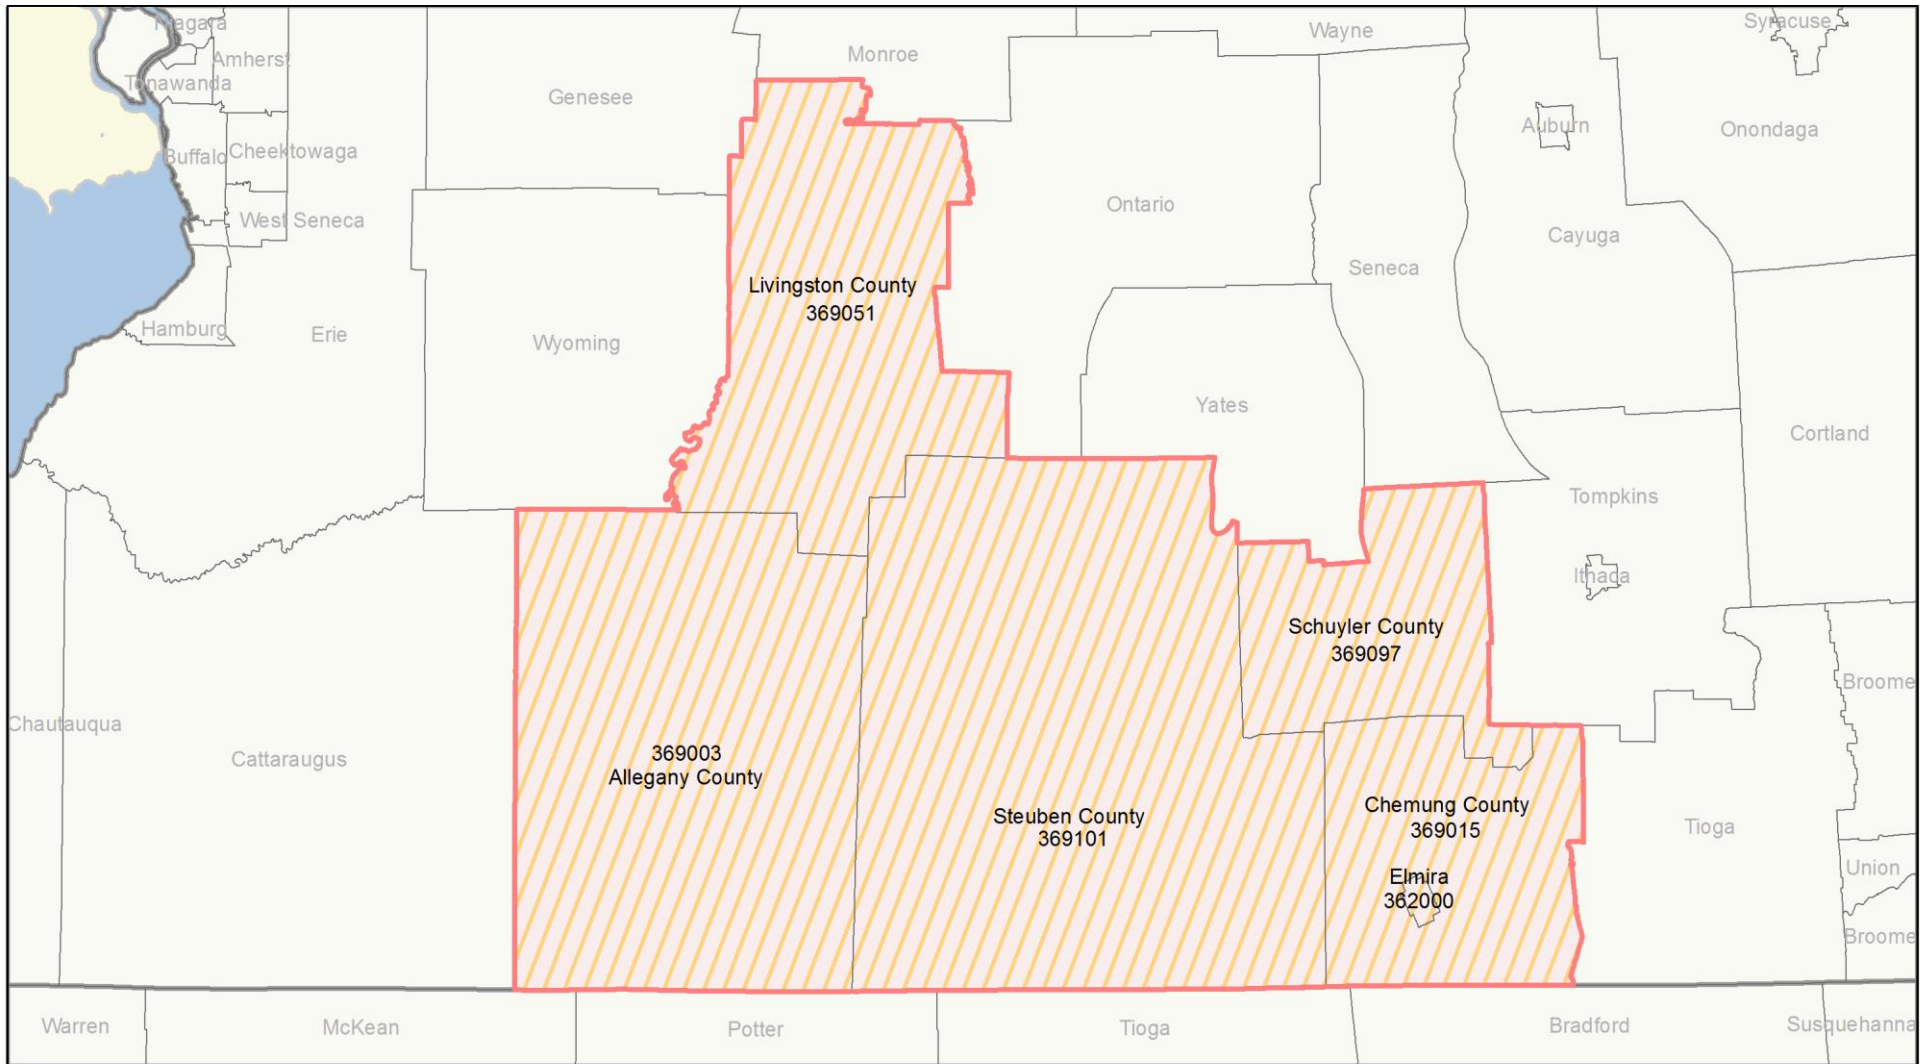 Niagara
Wayne
Syracuse
Monroe
Amherst
Tonawanda
Genesee
Auburn
Onondaga
Buffalo
Cheektowaga
Ontario
West Seneca
Cayuga
Seneca
Livingston County
369051
Hamburg
Erie
Wyoming
Yates
Cortland
Tompkins
Ithaca
Schuyler County
369097
Broome
Chautauqua
Cattaraugus
369003
Allegany County
Steuben County
369101
Chemung County
369015
Tioga
Elmira
362000
Union
Broome
Warren
McKean
Potter
Tioga
Bradford
Susquehanna